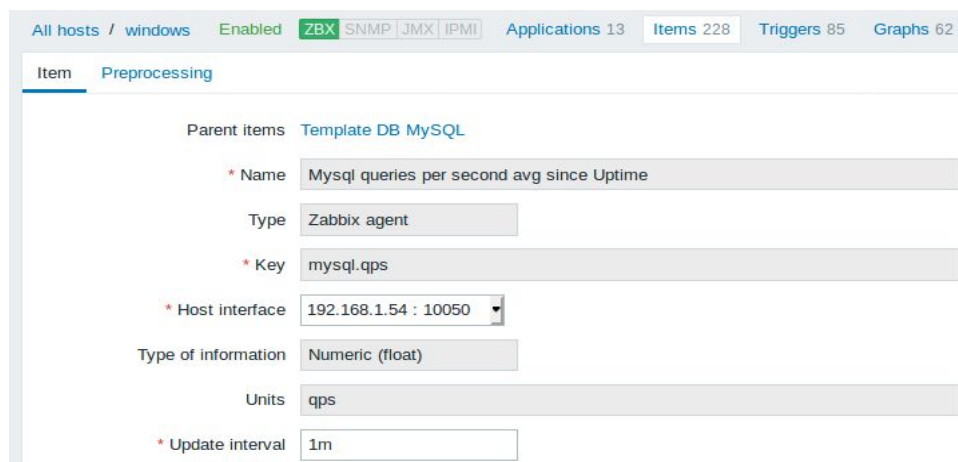 All hosts / windows Enabled ZBX SNMP JMX IPMI Applications 13 Items 228 Triggers 85 Graphs 62
Item Preprocessing
Parent items Template DB MySQL
* Name Mysql queries per second avg since Uptime
Type Zabbix agent
* Key mysql.qps
* Host interface 192.168.1.54 : 10050
Type of information Numeric (float)
Units qps
* Update interval 1m